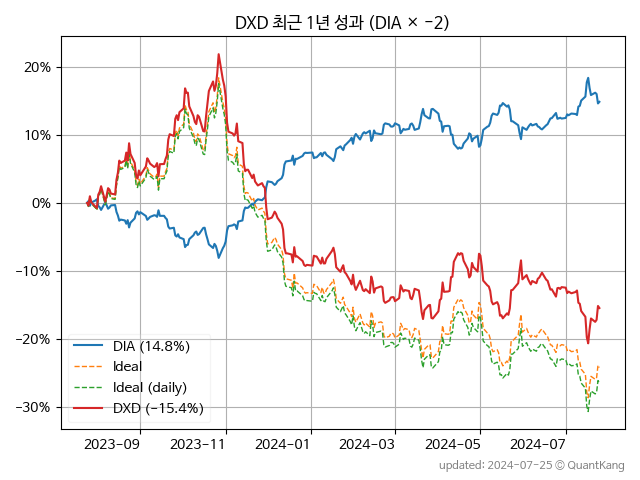 DXD 최근 1년 성과 (DIA × −2)
20%
10%
0%
−10%
−20%
−30%
DIA (14.8%)
Ideal
Ideal (daily)
DXD (−15.4%)
2023−09 2023−11 2024−01 2024−03 2024−05 2024−07
updated: 2024-07-25 © QuantKang